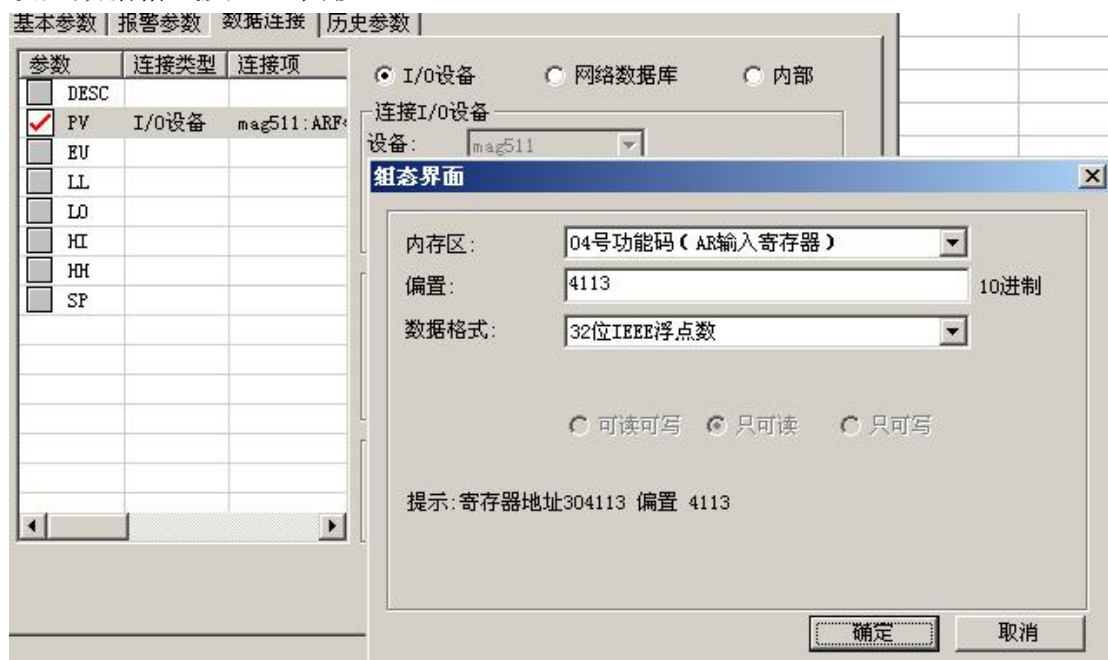 基本参数 报警参数 数据连接 历史参数
参数 连接类型 连接项
DESC
PV I/O设备 mag511:ARF
EU
LL
LO
HI
HH
SP
I/O设备 网络数据库 内部
连接I/O设备
设备: mag511
组态界面
内存区: 04号功能码(AR输入寄存器)
偏置: 4113 10进制
数据格式: 32位IEEE浮点数
可读可写 只可读 只可写
提示:寄存器地址304113 偏置 4113
确定 取消